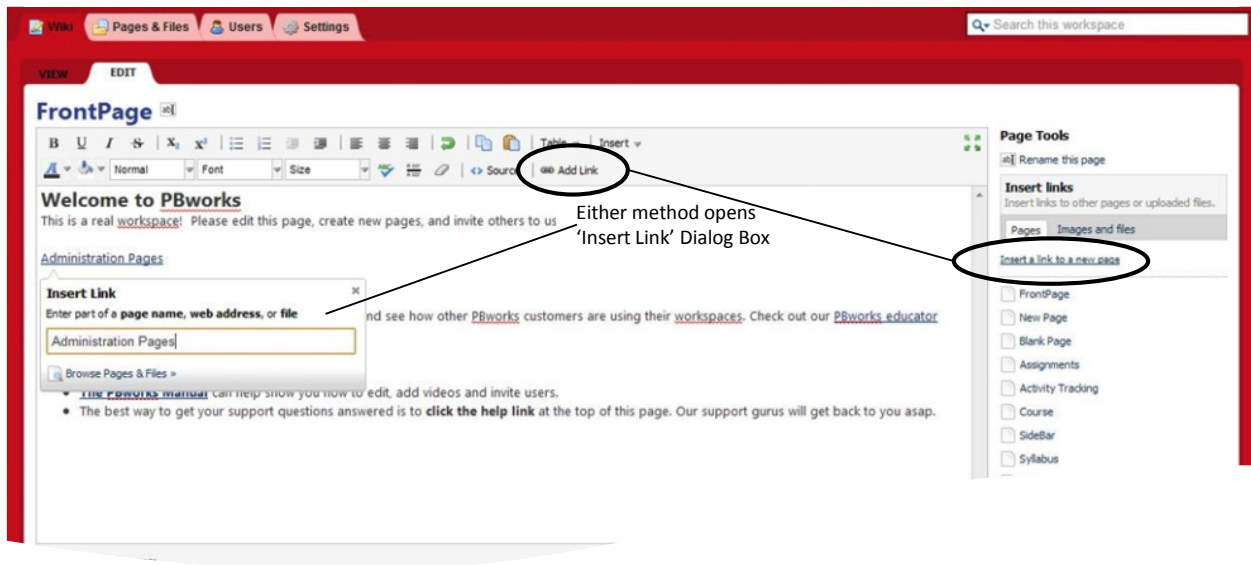 Wiki Pages & Files Users Settings
Search this workspace
VIEW EDIT
FrontPage
B U I S X₂ x² Table Insert
Normal Font Size Source Add Link
Welcome to PBworks
This is a real workspace! Please edit this page, create new pages, and invite others to us
Either method opens
‘Insert Link’ Dialog Box
Administration Pages
Insert Link
Enter part of a page name, web address, or file
Administration Pages
Browse Pages & Files »
nd see how other PBworks customers are using their workspaces. Check out our PBworks educator
• The PBworks Manual can help show you how to edit, add videos and invite users.
• The best way to get your support questions answered is to click the help link at the top of this page. Our support gurus will get back to you asap.
Page Tools
Rename this page
Insert links
Insert links to other pages or uploaded files.
Pages Images and files
Insert a link to a new page
FrontPage
New Page
Blank Page
Assignments
Activity Tracking
Course
SideBar
Syllabus